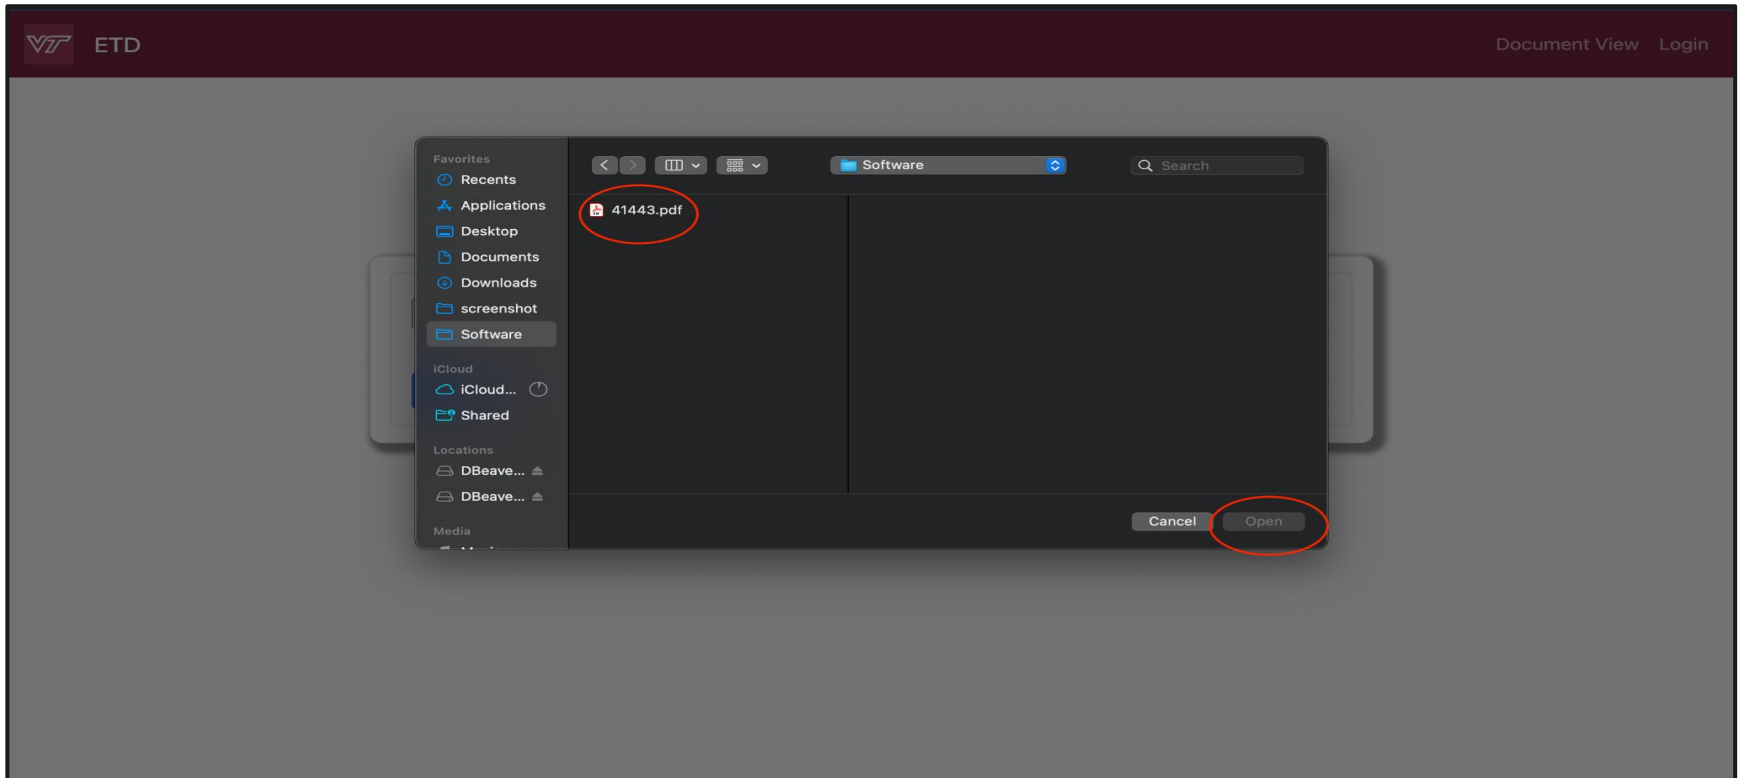 VT ETD Document View Login
Favorites
Recents
Applications
Desktop
Documents
Downloads
screenshot
Software
iCloud
iCloud...
Shared
Locations
DBeave...
DBeave...
Media
Software
Search
41443.pdf
Cancel Open